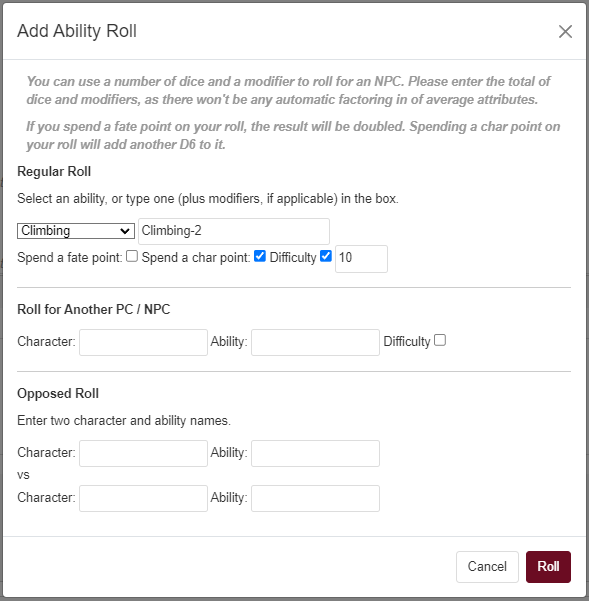 Add Ability Roll
You can use a number of dice and a modifier to roll for an NPC. Please enter the total of
dice and modifiers, as there won't be any automatic factoring in of average attributes.
If you spend a fate point on your roll, the result will be doubled. Spending a char point on
your roll will add another D6 to it.
Regular Roll
Select an ability, or type one (plus modifiers, if applicable) in the box.
Climbing Climbing-2
Spend a fate point: Spend a char point: Difficulty 10
Roll for Another PC / NPC
Character: Ability: Difficulty
Opposed Roll
Enter two character and ability names.
Character: Ability:
vs
Character: Ability:
Cancel Roll